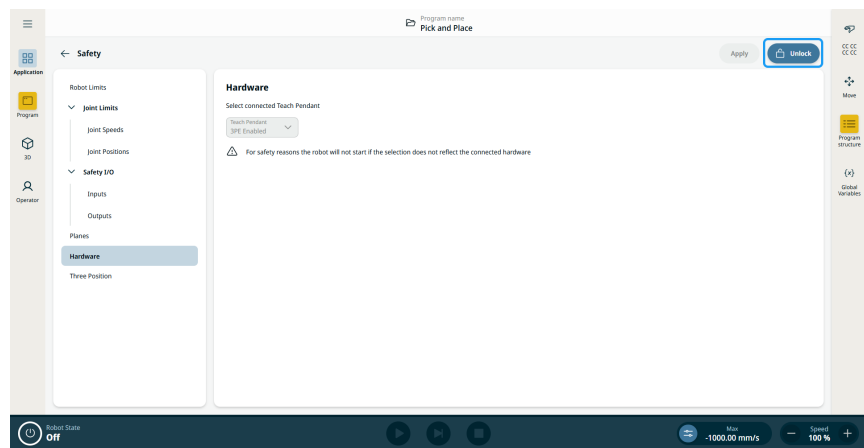 Program name
Pick and Place
Safety
Apply
Unlock
Application
Program
3D
Operator
Robot Limits
Joint Limits
Joint Speeds
Joint Positions
Safety I/O
Inputs
Outputs
Planes
Hardware
Three Position
Hardware
Select connected Teach Pendant
Teach Pendant
3PE Enabled
For safety reasons the robot will not start if the selection does not reflect the connected hardware
CC CC
CC CC
Move
Program
structure
{x}
Global
Variables
Robot State
Off
Max
-1000.00 mm/s
Speed
100 %